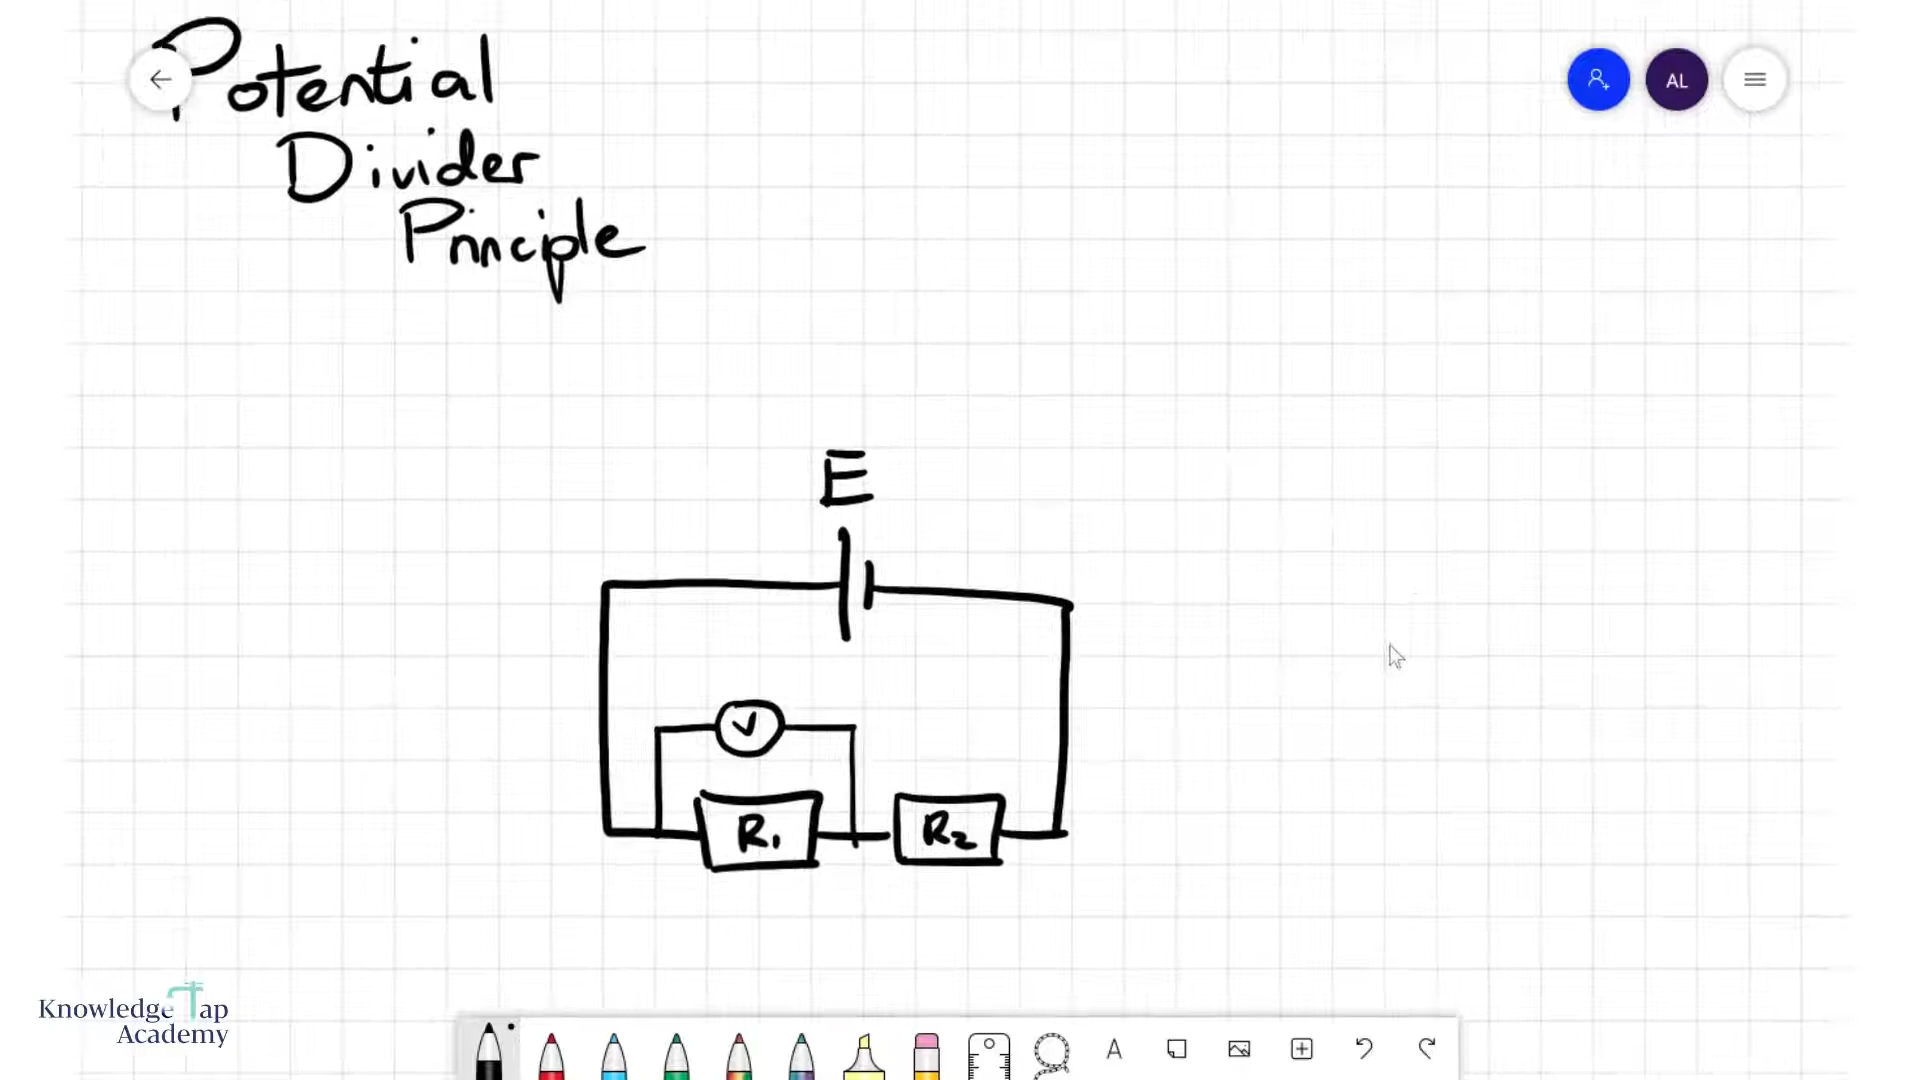 Potential
Divider
Principle
AL
E
V
R₁
R₂
Knowledge Tap
Academy
A